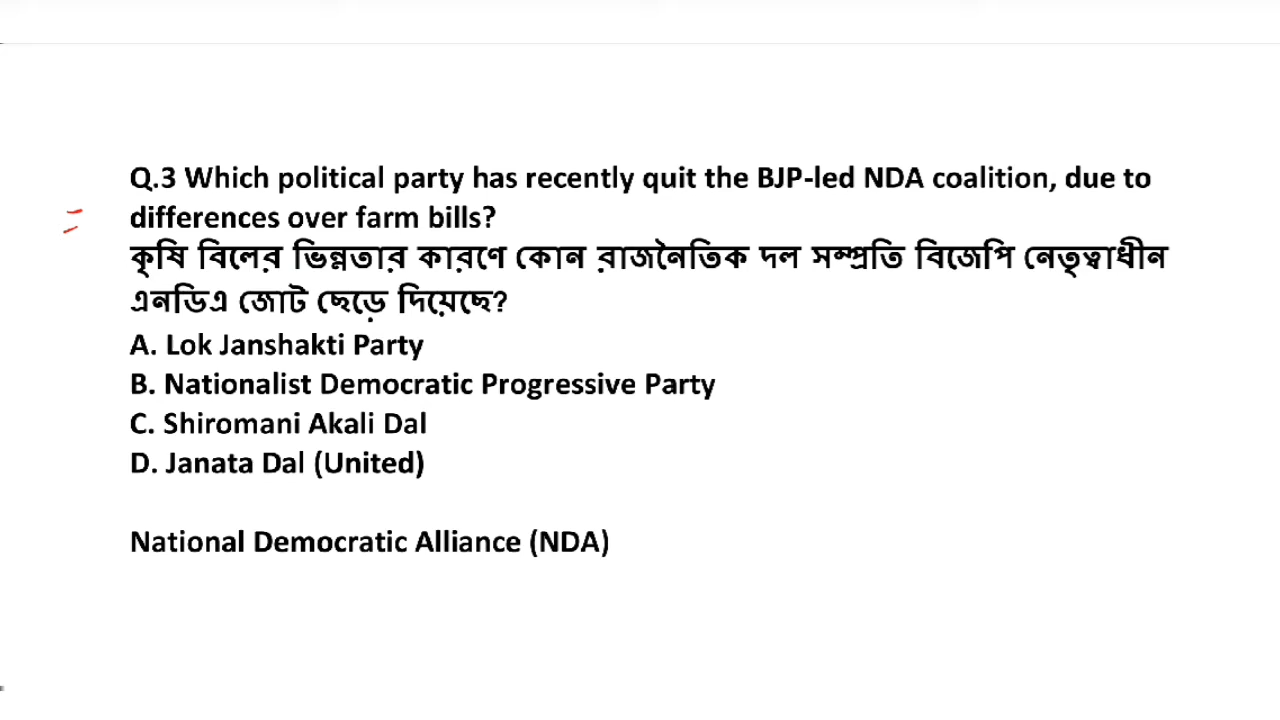 Q.3 Which political party has recently quit the BJP-led NDA coalition, due to
differences over farm bills?
কৃষি বিলের ভিন্নতার কারণে কোন রাজনৈতিক দল সম্প্রতি বিজেপি নেতৃত্বাধীন
এনডিএ জোট ছেড়ে দিয়েছে?
A. Lok Janshakti Party
B. Nationalist Democratic Progressive Party
C. Shiromani Akali Dal
D. Janata Dal (United)
National Democratic Alliance (NDA)